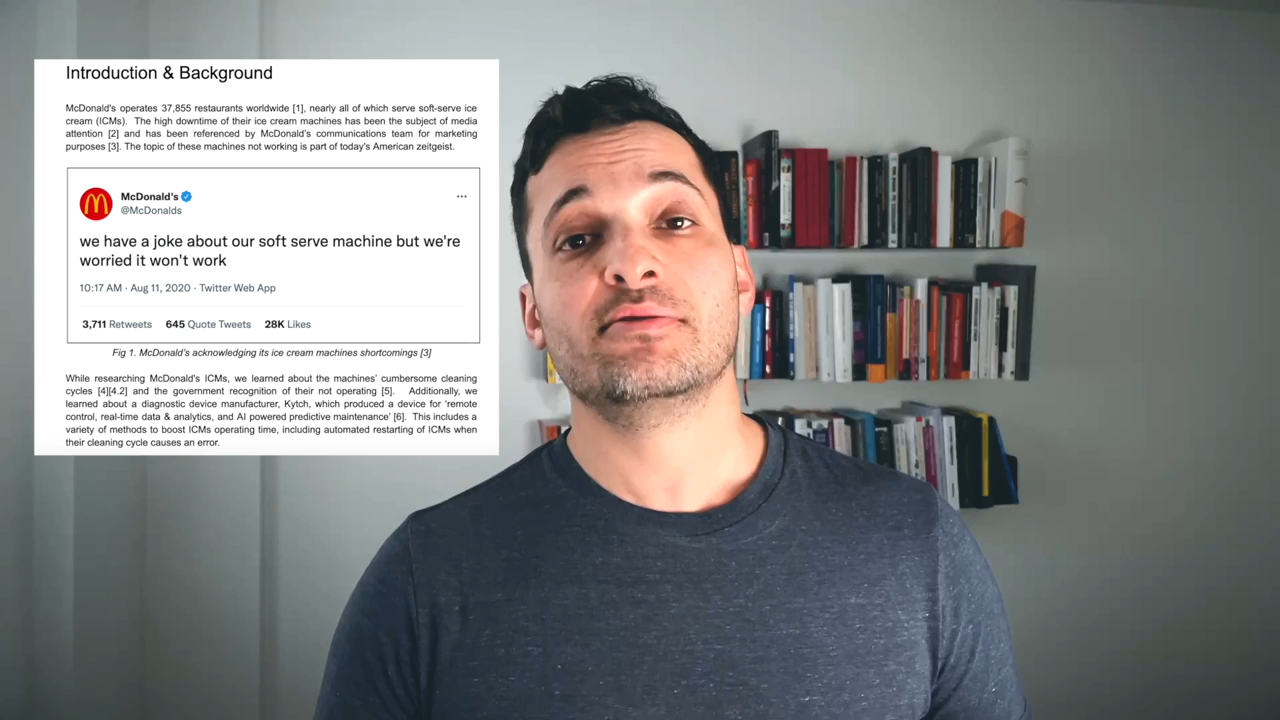 Introduction & Background
McDonald's operates 37,855 restaurants worldwide [1], nearly all of which serve soft-serve ice
cream (ICMs). The high downtime of their ice cream machines has been the subject of media
attention [2] and has been referenced by McDonald's communications team for marketing
purposes [3]. The topic of these machines not working is part of today's American zeitgeist.
McDonald's
@McDonalds
we have a joke about our soft serve machine but we're
worried it won't work
10:17 AM · Aug 11, 2020 · Twitter Web App
3,711 Retweets 645 Quote Tweets 28K Likes
Fig 1. McDonald's acknowledging its ice cream machines shortcomings [3]
While researching McDonald's ICMs, we learned about the machines' cumbersome cleaning
cycles [4][4.2] and the government recognition of their not operating [5]. Additionally, we
learned about a diagnostic device manufacturer, Kytch, which produced a device for 'remote
control, real-time data & analytics, and AI powered predictive maintenance' [6]. This includes a
variety of methods to boost ICMs operating time, including automated restarting of ICMs when
their cleaning cycle causes an error.